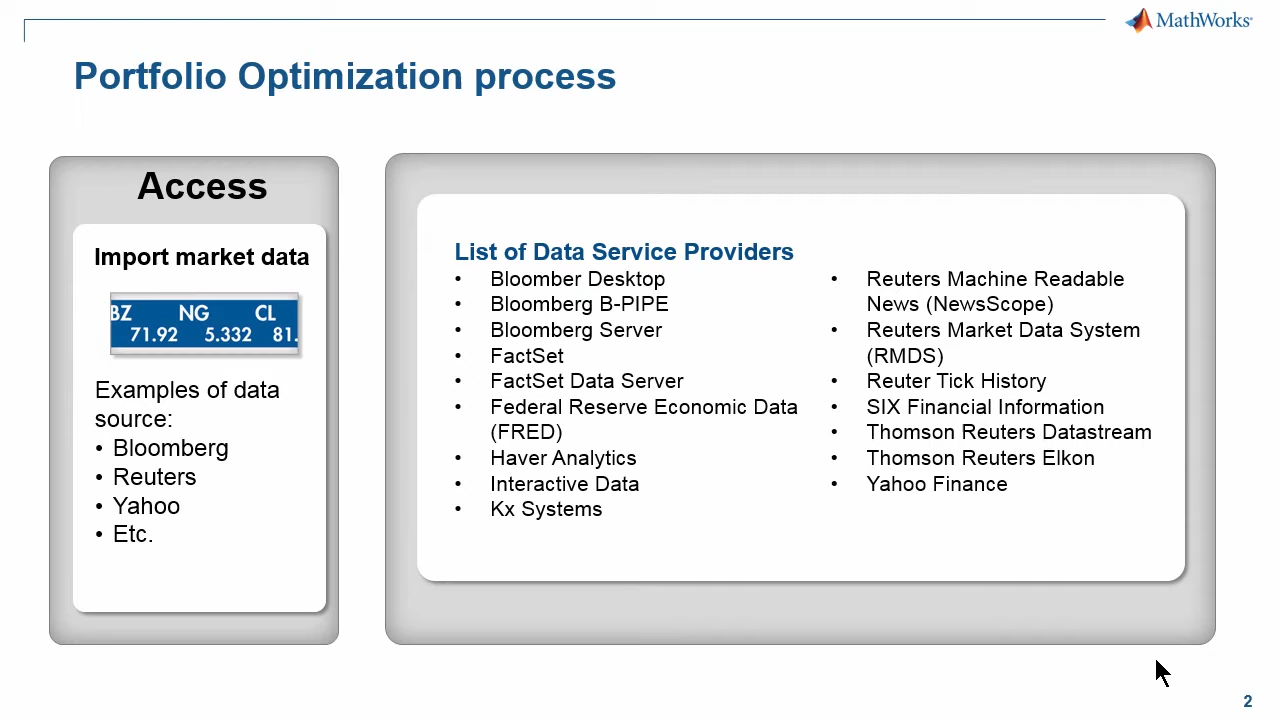 MathWorks
Portfolio Optimization process
Access
Import market data
BZ NG CL
71.92 5.332 81.
Examples of data
source:
• Bloomberg
• Reuters
• Yahoo
• Etc.
List of Data Service Providers
• Bloomber Desktop
• Bloomberg B-PIPE
• Bloomberg Server
• FactSet
• FactSet Data Server
• Federal Reserve Economic Data
(FRED)
• Haver Analytics
• Interactive Data
• Kx Systems
• Reuters Machine Readable
News (NewsScope)
• Reuters Market Data System
(RMDS)
• Reuter Tick History
• SIX Financial Information
• Thomson Reuters Datastream
• Thomson Reuters Elkon
• Yahoo Finance
2